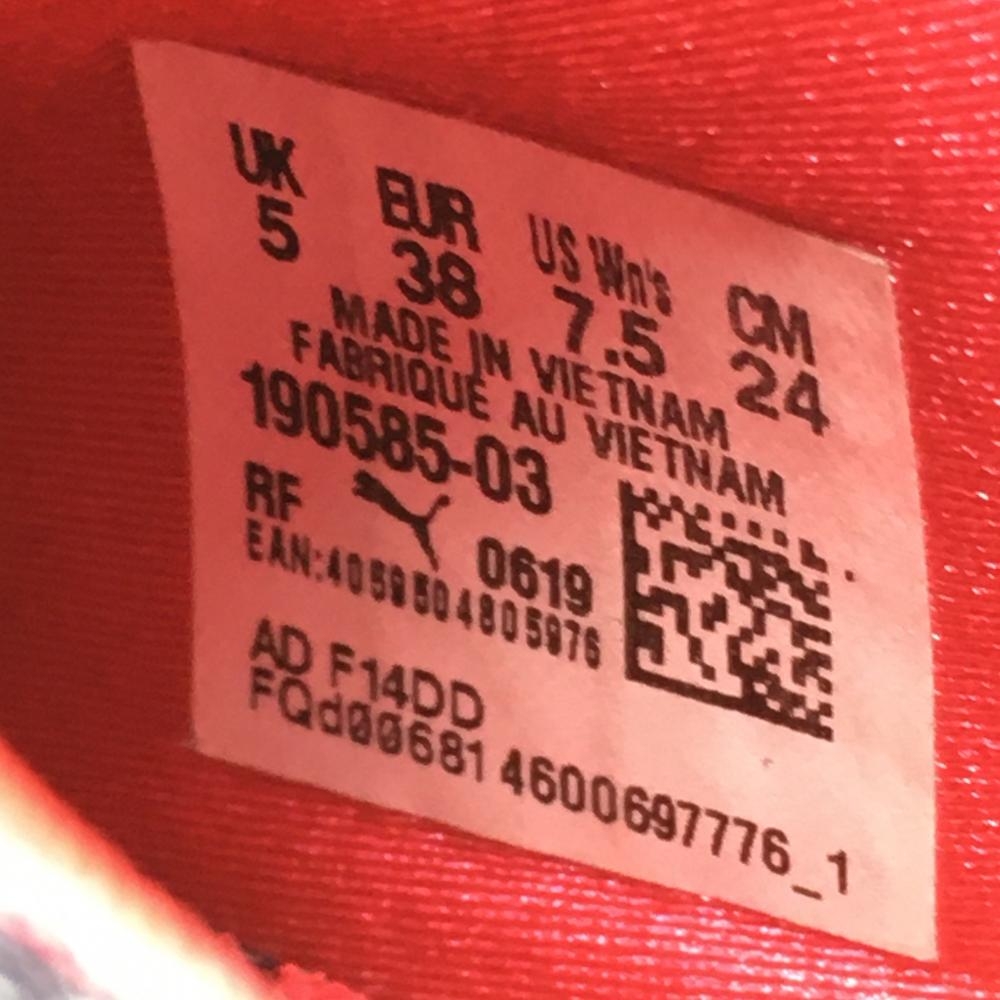 UK EUR US Wn's CM
5 38 7.5 24
MADE IN VIETNAM
FABRIQUÉ AU VIETNAM
190585-03
RF 0619
EAN:4059504805976
AD F14DD
FQd00681 4600697776_1